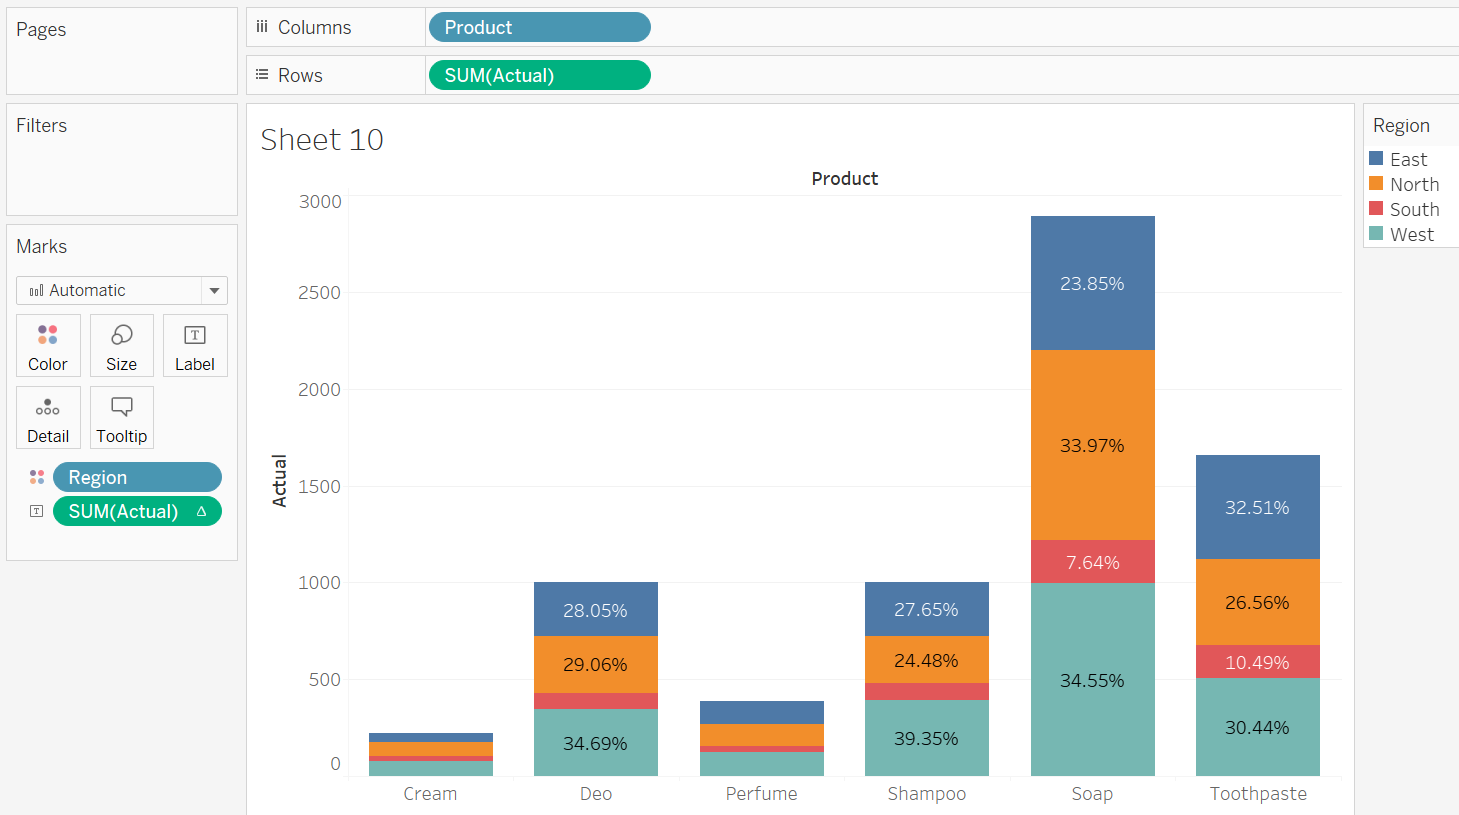 Pages
Columns
Product
Rows
SUM(Actual)
Filters
Marks
Automatic
Color
Size
Label
Detail
Tooltip
Region
SUM(Actual) Δ
Sheet 10
Product
Actual
3000
2500
2000
1500
1000
500
0
28.05%
29.06%
34.69%
27.65%
24.48%
39.35%
23.85%
33.97%
7.64%
34.55%
32.51%
26.56%
10.49%
30.44%
Cream
Deo
Perfume
Shampoo
Soap
Toothpaste
Region
East
North
South
West